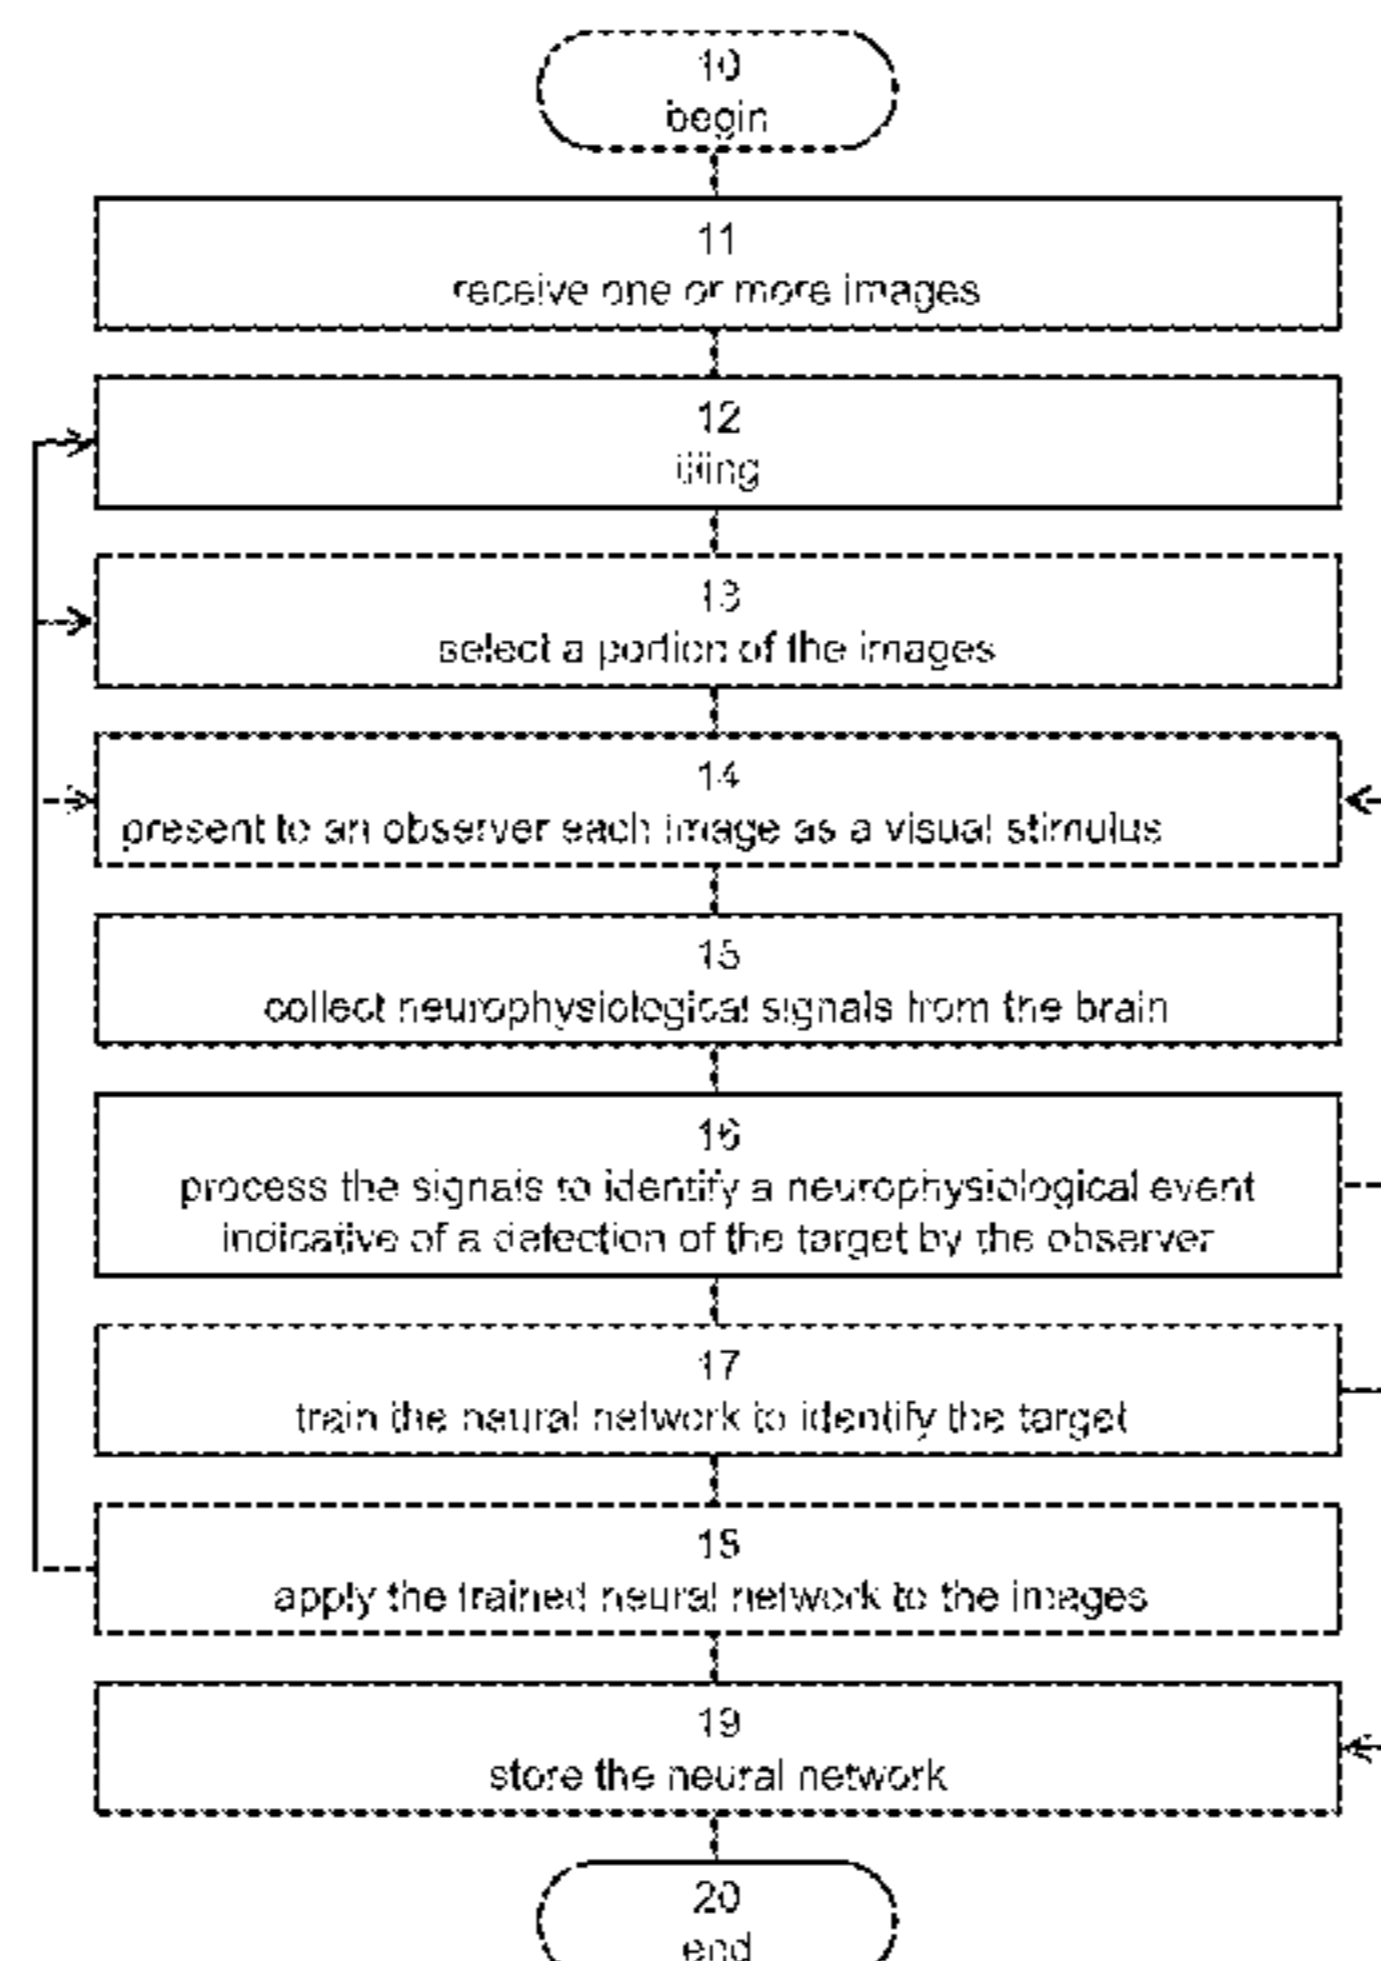 10
begin
11
receive one or more images
12
tiling
13
select a portion of the images
14
present to an observer each image as a visual stimulus
15
collect neurophysiological signals from the brain
16
process the signals to identify a neurophysiological event
indicative of a detection of the target by the observer
17
train the neural network to identify the target
18
apply the trained neural network to the images
19
store the neural network
20
end